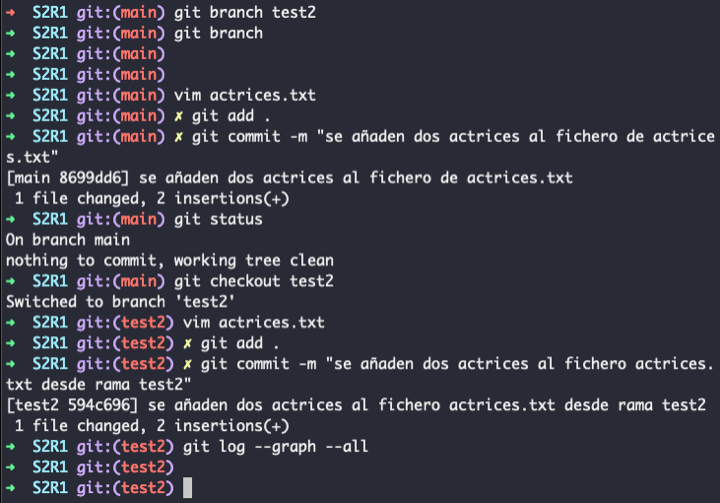 ➜  S2R1 git:(main) git branch test2
➜  S2R1 git:(main) git branch
➜  S2R1 git:(main)
➜  S2R1 git:(main)
➜  S2R1 git:(main) vim actrices.txt
➜  S2R1 git:(main) ✗ git add .
➜  S2R1 git:(main) ✗ git commit -m "se añaden dos actrices al fichero de actrice
s.txt"
[main 8699dd6] se añaden dos actrices al fichero de actrices.txt
 1 file changed, 2 insertions(+)
➜  S2R1 git:(main) git status
On branch main
nothing to commit, working tree clean
➜  S2R1 git:(main) git checkout test2
Switched to branch 'test2'
➜  S2R1 git:(test2) vim actrices.txt
➜  S2R1 git:(test2) ✗ git add .
➜  S2R1 git:(test2) ✗ git commit -m "se añaden dos actrices al fichero actrices.
txt desde rama test2"
[test2 594c696] se añaden dos actrices al fichero actrices.txt desde rama test2
 1 file changed, 2 insertions(+)
➜  S2R1 git:(test2) git log --graph --all
➜  S2R1 git:(test2)
➜  S2R1 git:(test2)